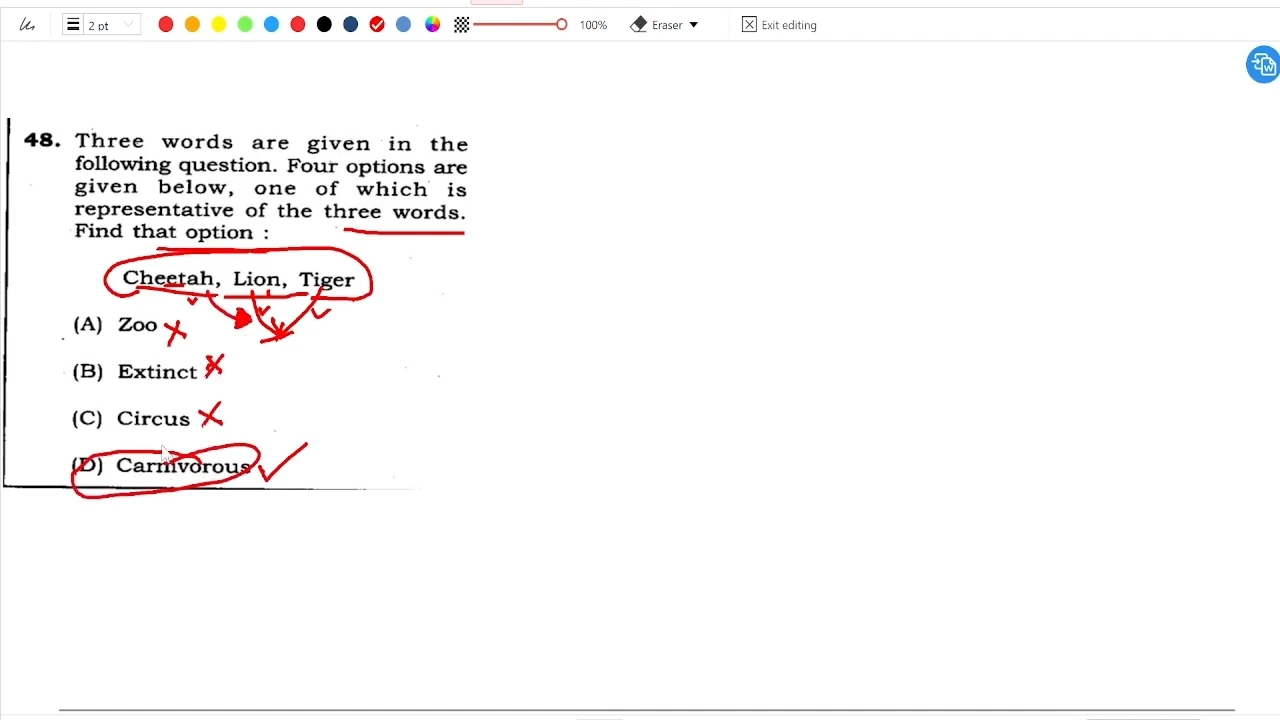 2 pt
100%
Eraser
Exit editing
48. Three words are given in the
following question. Four options are
given below, one of which is
representative of the three words.
Find that option :
Cheetah, Lion, Tiger
(A) Zoo
(B) Extinct
(C) Circus
(D) Carnivorous